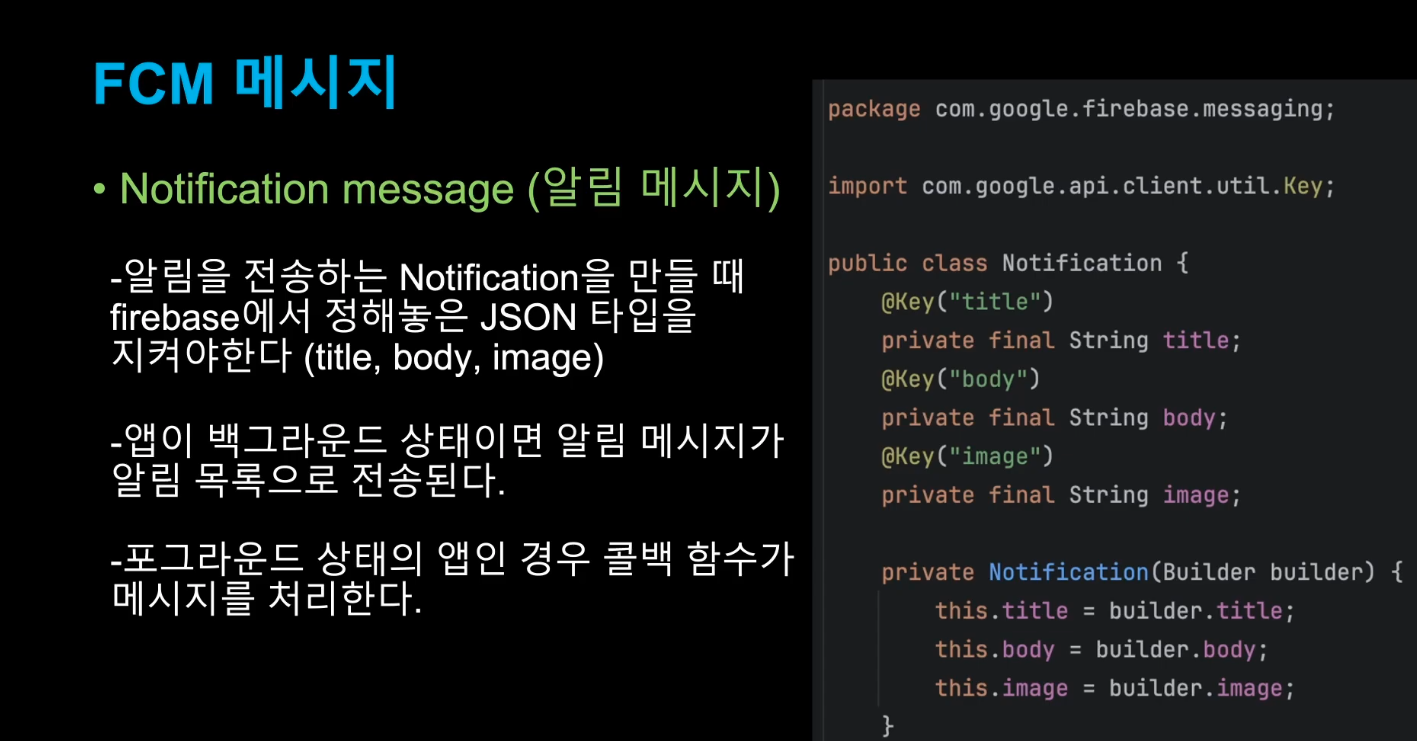 FCM 메시지
• Notification message (알림 메시지)
-알림을 전송하는 Notification을 만들 때
firebase에서 정해놓은 JSON 타입을
지켜야한다 (title, body, image)
-앱이 백그라운드 상태이면 알림 메시지가
알림 목록으로 전송된다.
-포그라운드 상태의 앱인 경우 콜백 함수가
메시지를 처리한다.
package com.google.firebase.messaging;
import com.google.api.client.util.Key;
public class Notification {
@Key("title")
private final String title;
@Key("body")
private final String body;
@Key("image")
private final String image;
private Notification(Builder builder) {
this.title = builder.title;
this.body = builder.body;
this.image = builder.image;
}